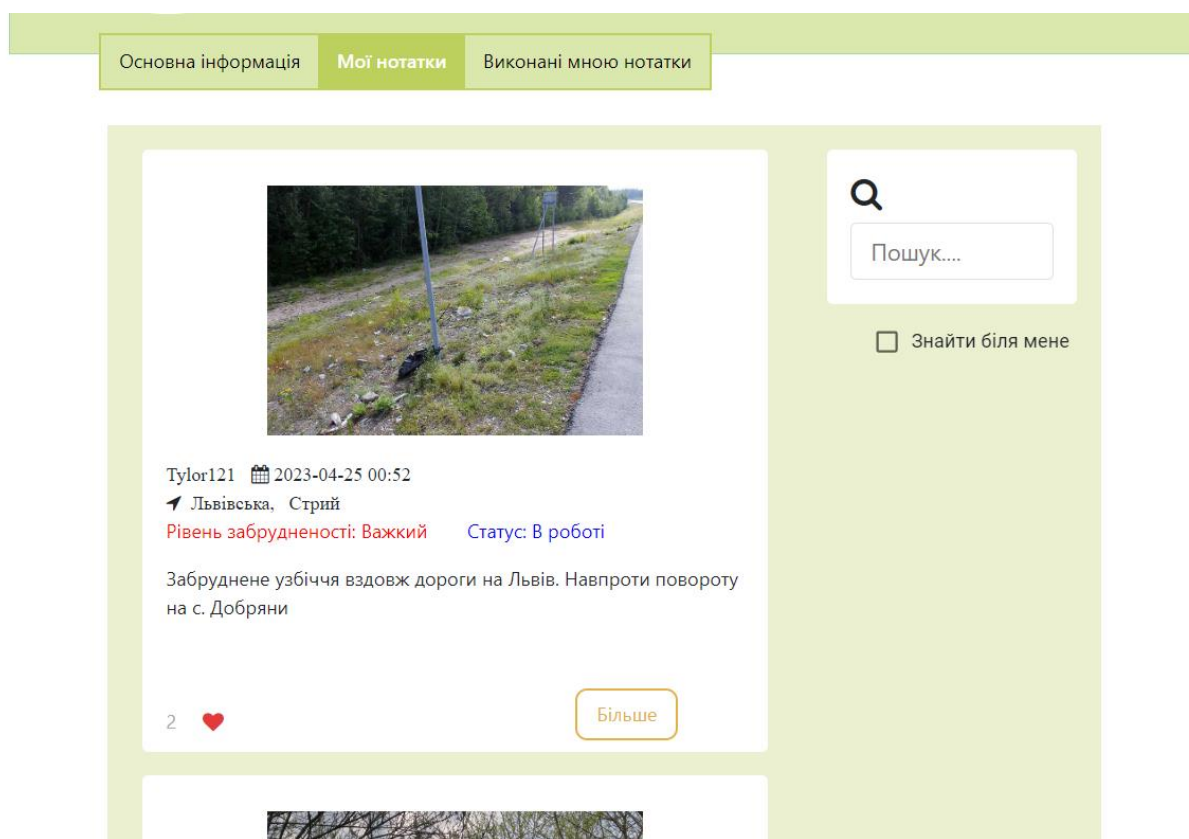 Основна інформація Мої нотатки Виконані мною нотатки
Пошук....
Знайти біля мене
Tylor121 2023-04-25 00:52
Львівська, Стрий
Рівень забрудненості: Важкий Статус: В роботі
Забруднене узбіччя вздовж дороги на Львів. Навпроти повороту
на с. Добряни
2 Більше